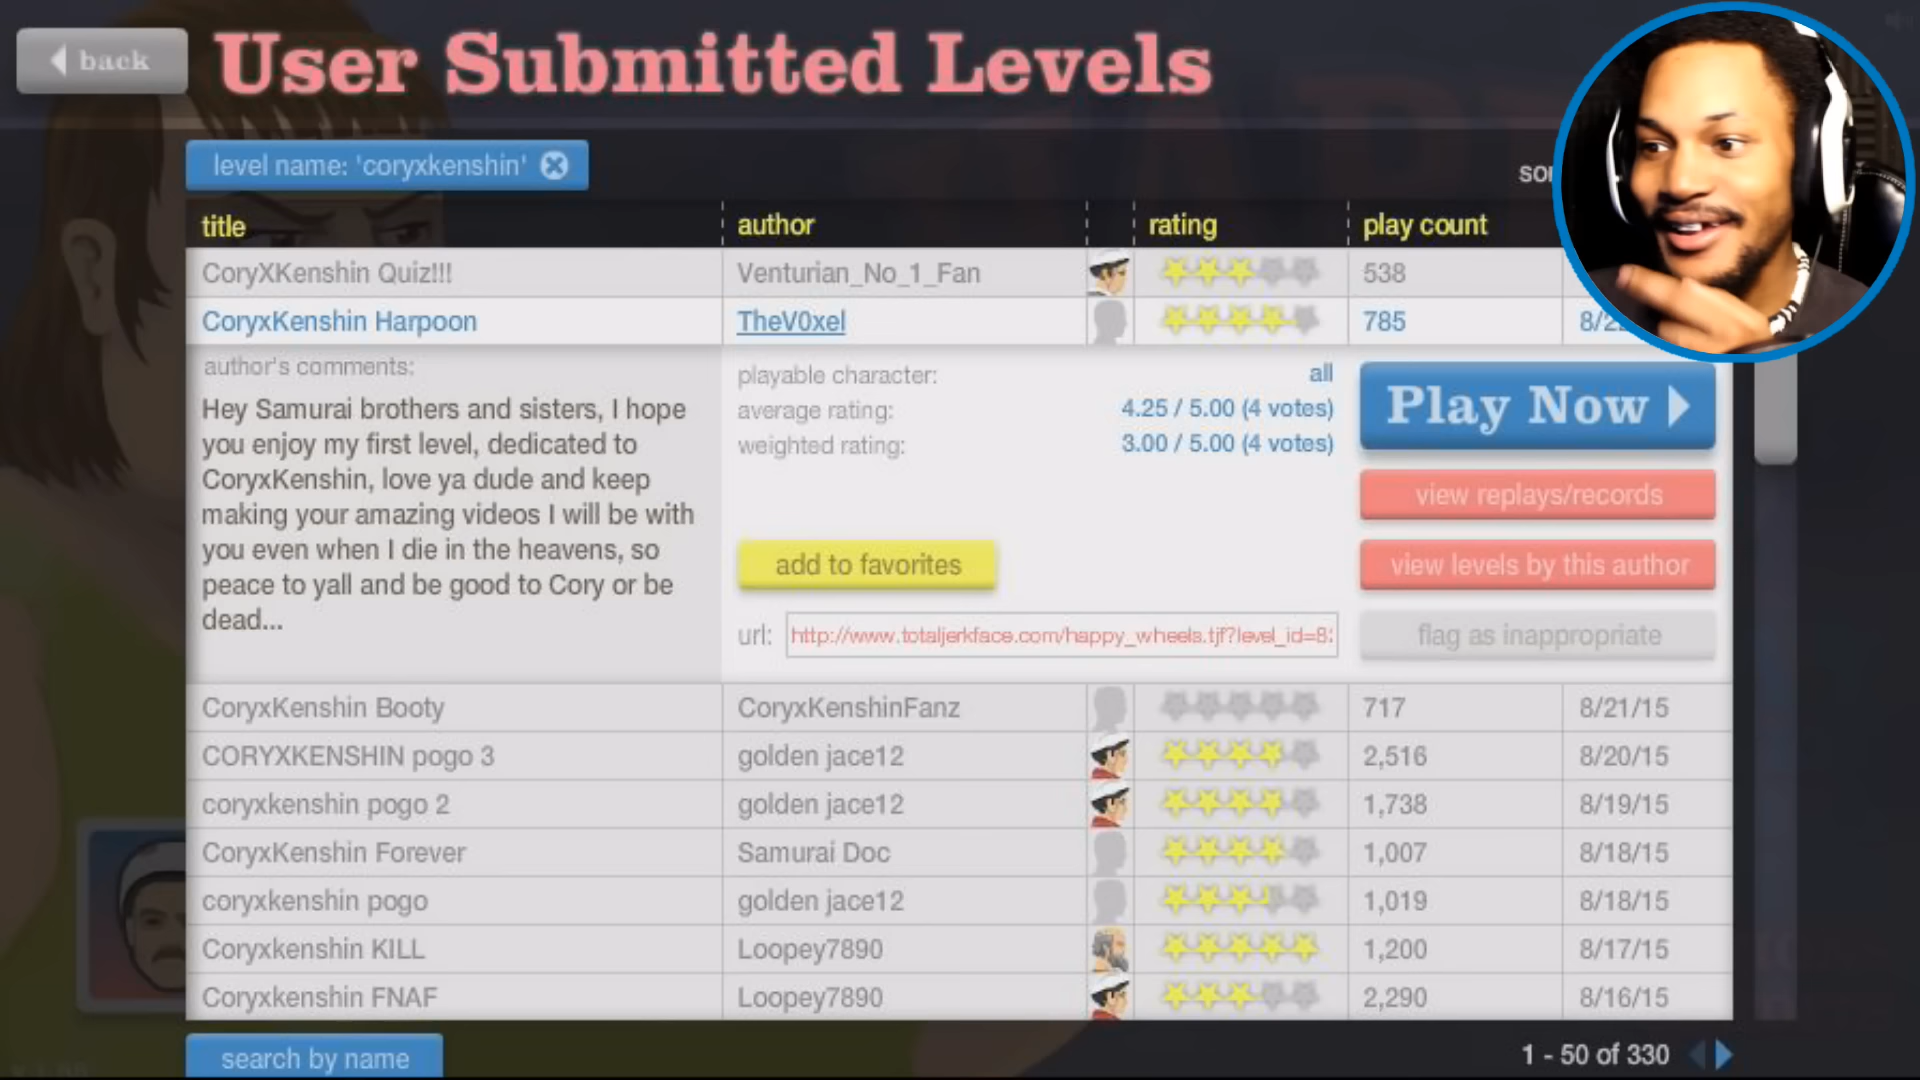 back
User Submitted Levels
level name: 'coryxkenshin'
title author rating play count
CoryXKenshin Quiz!!! Venturian_No_1_Fan 538
CoryxKenshin Harpoon TheV0xel 785
author's comments:
Hey Samurai brothers and sisters, I hope
you enjoy my first level, dedicated to
CoryxKenshin, love ya dude and keep
making your amazing videos I will be with
you even when I die in the heavens, so
peace to yall and be good to Cory or be
dead...
playable character: all
average rating: 4.25 / 5.00 (4 votes)
weighted rating: 3.00 / 5.00 (4 votes)
add to favorites
url: http://www.totaljerkface.com/happy_wheels.tjf?level_id=8
Play Now
view replays/records
view levels by this author
flag as inappropriate
CoryxKenshin Booty CoryxKenshinFanz 717 8/21/15
CORYXKENSHIN pogo 3 golden jace12 2,516 8/20/15
coryxkenshin pogo 2 golden jace12 1,738 8/19/15
CoryxKenshin Forever Samurai Doc 1,007 8/18/15
coryxkenshin pogo golden jace12 1,019 8/18/15
Coryxkenshin KILL Loopey7890 1,200 8/17/15
Coryxkenshin FNAF Loopey7890 2,290 8/16/15
search by name
1 - 50 of 330